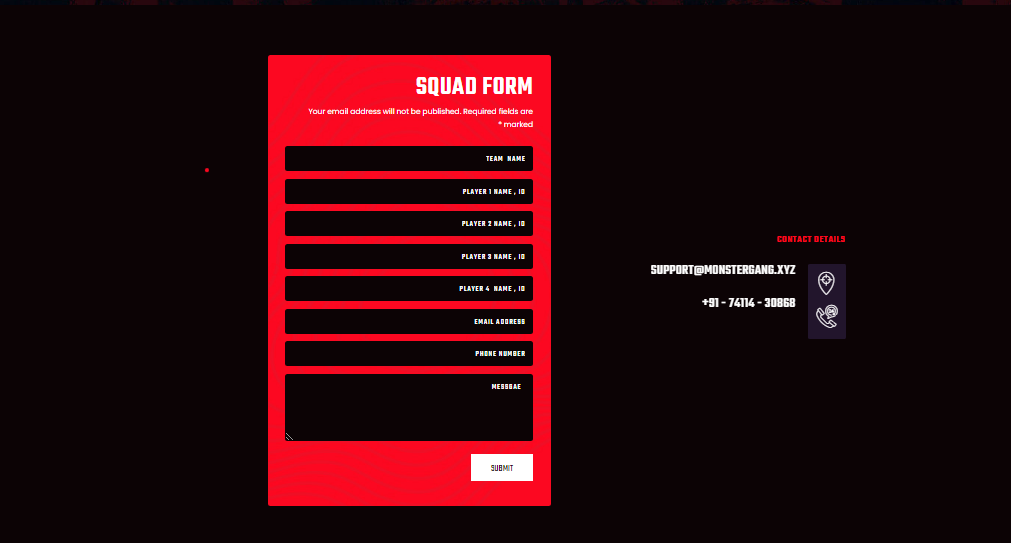 SQUAD FORM
Your email address will not be published. Required fields are
* marked
TEAM NAME
PLAYER 1 NAME , ID
PLAYER 2 NAME , ID
PLAYER 3 NAME , ID
PLAYER 4 NAME , ID
EMAIL ADDRESS
PHONE NUMBER
MESSGAE
SUBMIT
CONTACT DETAILS
SUPPORT@MONSTERGANG.XYZ
+91 - 74114 - 30868